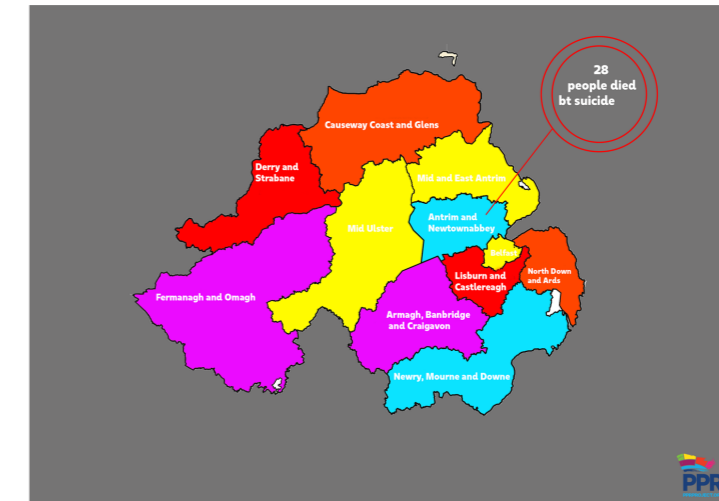 28
people died
bt suicide
Causeway Coast and Glens
Derry and
Strabane
Mid and East Antrim
Antrim and
Newtownabbey
Mid Ulster
Belfast
North Down
and Ards
Lisburn and
Castlereagh
Fermanagh and Omagh
Armagh, Banbridge
and Craigavon
Newry, Mourne and Downe
PPR